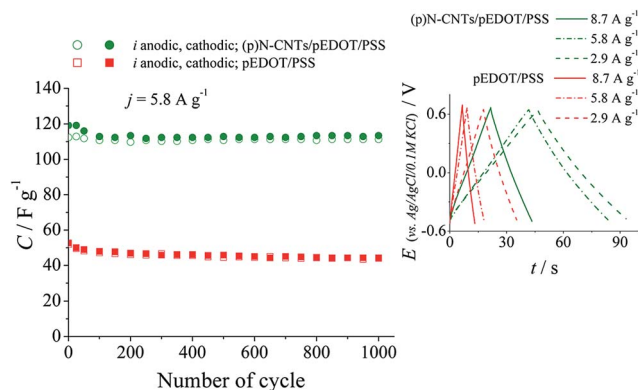 i anodic, cathodic; (p)N-CNTs/pEDOT/PSS
i anodic, cathodic; pEDOT/PSS
j = 5.8 A g⁻¹
C / F g⁻¹
140
120
100
80
60
40
20
0
0 200 400 600 800 1000
Number of cycle
(p)N-CNTs/pEDOT/PSS 8.7 A g⁻¹
5.8 A g⁻¹
2.9 A g⁻¹
pEDOT/PSS 8.7 A g⁻¹
5.8 A g⁻¹
2.9 A g⁻¹
E (vs. Ag/AgCl/0.1M KCl) / V
0.6
0.0
-0.6
0 30 60 90
t / s